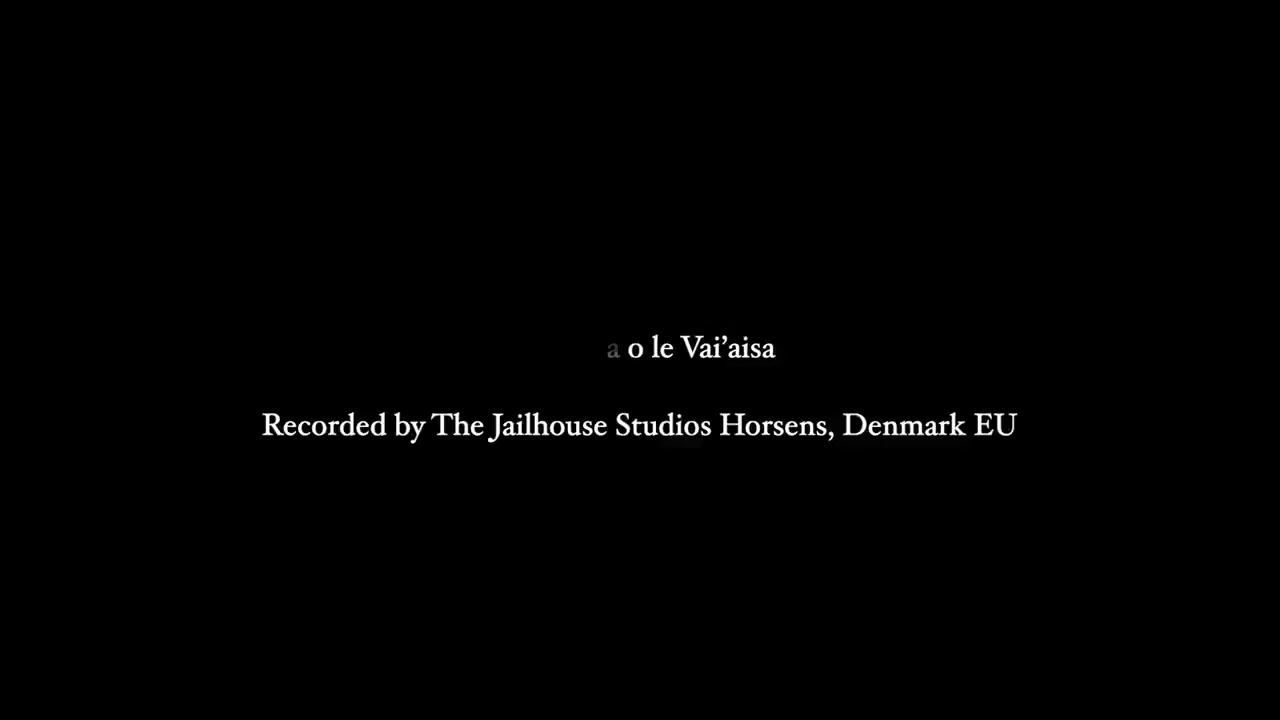 a o le Vai’aisa
Recorded by The Jailhouse Studios Horsens, Denmark EU